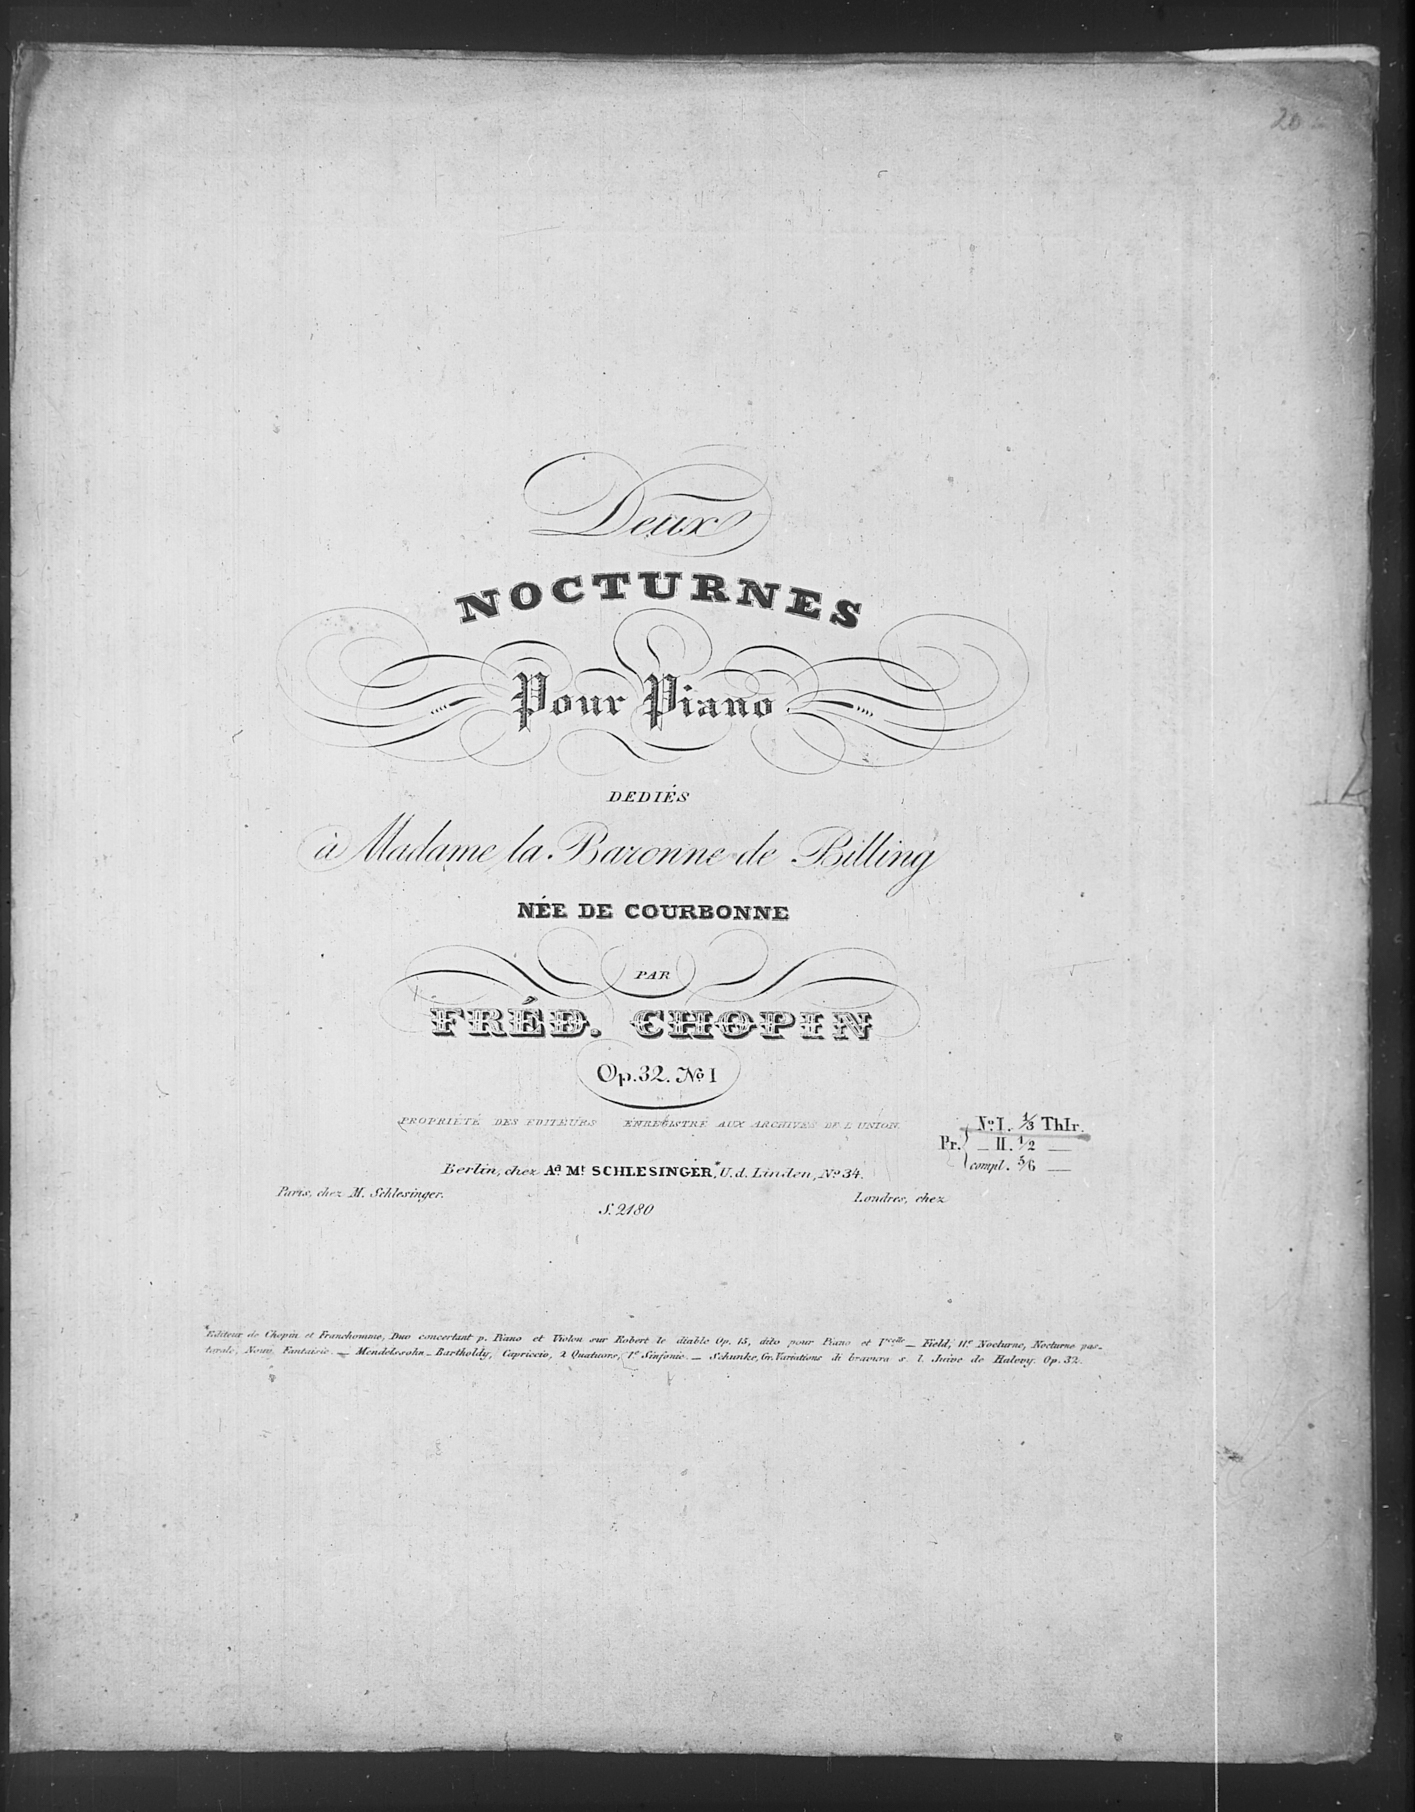 20
Deux
NOCTURNES
Pour Piano
DEDIÉS
à Madame la Baronne de Billing
NÉE DE COURBONNE
PAR
FRÉD. CHOPIN
Op. 32. No. I
PROPRIÉTÉ DES EDITEURS ENREGISTRÉ AUX ARCHIVES DE L'UNION.
Pr. No. I. 1/3 Thlr.
— II. 1/2 —
compl. 5/6 —
Berlin, chez Ad. Mt. SCHLESINGER,* U. d. Linden, No. 34.
Paris, chez M. Schlesinger. Londres, chez
S. 2180
*Editeur de Chopin et Franchomme, Duo concertant p. Piano et Violon sur Robert le diable Op. 15, dito pour Piano et Vcelle — Field, 11e Nocturne, Nocturne pas-
torale, Nouv. Fantaisie. — Mendelssohn-Bartholdy, Capriccio, 2 Quatuors, 1e Sinfonie. — Schunke, Gr. Variations di bravura s. l. Juive de Halevy. Op. 32.